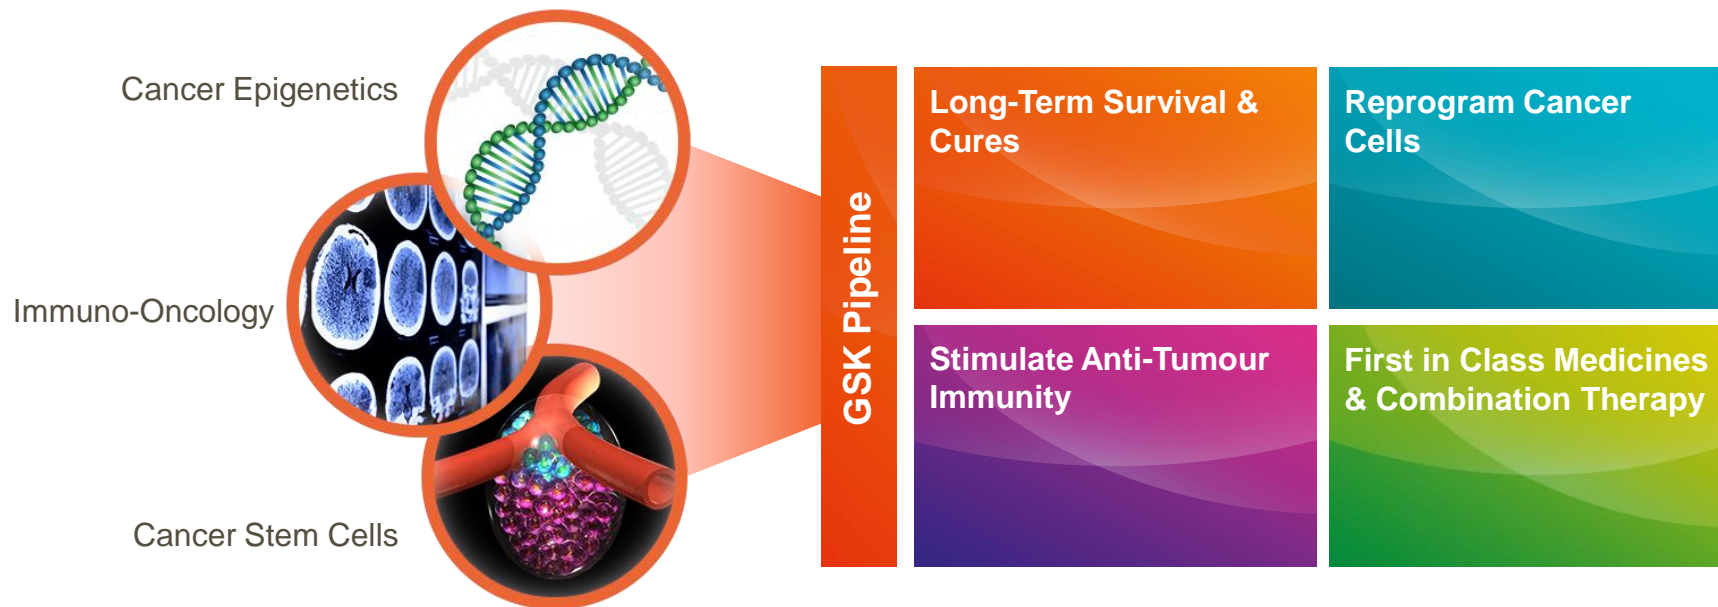 Cancer Epigenetics
Immuno-Oncology
Cancer Stem Cells
GSK Pipeline
Long-Term Survival &
Cures
Reprogram Cancer
Cells
Stimulate Anti-Tumour
Immunity
First in Class Medicines
& Combination Therapy